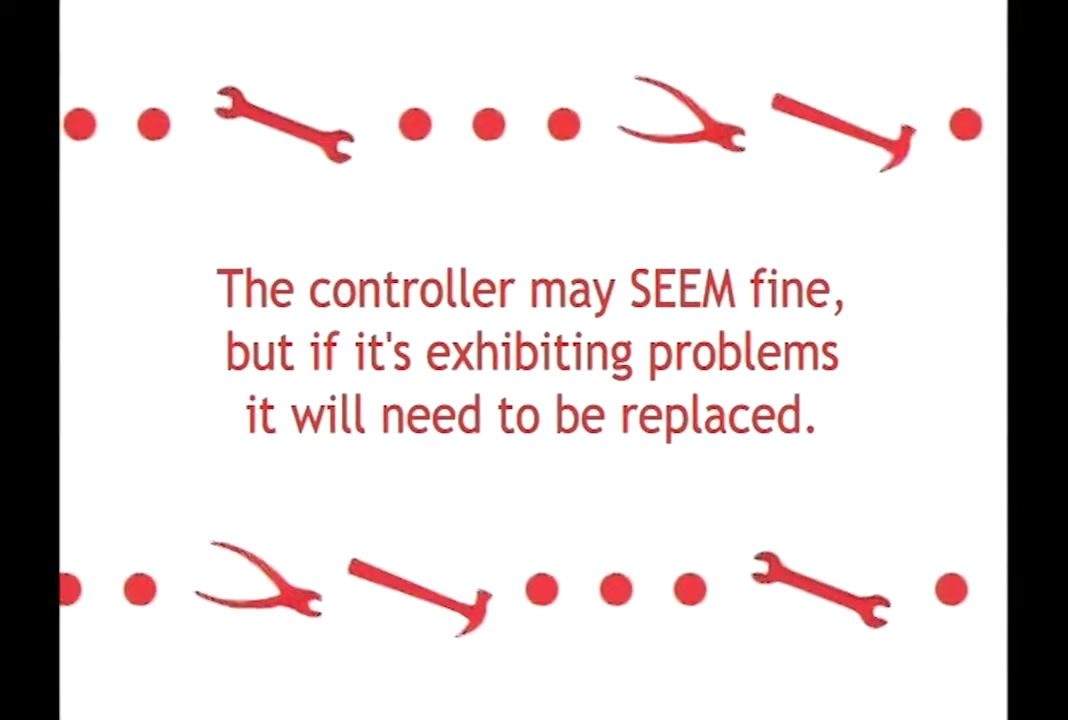 The controller may SEEM fine,
but if it's exhibiting problems
it will need to be replaced.